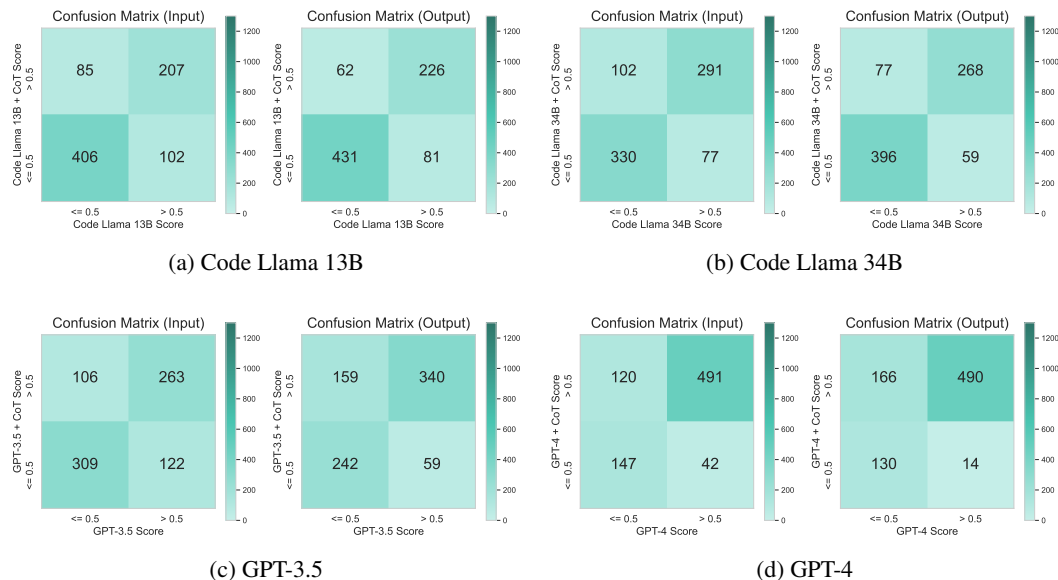 Confusion Matrix (Input)
Code Llama 13B + CoT Score
> 0.5
<= 0.5
85 207
406 102
<= 0.5 > 0.5
Code Llama 13B Score
1200
1000
800
600
400
200
0
Confusion Matrix (Output)
Code Llama 13B + CoT Score
> 0.5
<= 0.5
62 226
431 81
<= 0.5 > 0.5
Code Llama 13B Score
1200
1000
800
600
400
200
0
(a) Code Llama 13B
Confusion Matrix (Input)
Code Llama 34B + CoT Score
> 0.5
<= 0.5
102 291
330 77
<= 0.5 > 0.5
Code Llama 34B Score
1200
1000
800
600
400
200
0
Confusion Matrix (Output)
Code Llama 34B + CoT Score
> 0.5
<= 0.5
77 268
396 59
<= 0.5 > 0.5
Code Llama 34B Score
1200
1000
800
600
400
200
0
(b) Code Llama 34B
Confusion Matrix (Input)
GPT-3.5 + CoT Score
> 0.5
<= 0.5
106 263
309 122
<= 0.5 > 0.5
GPT-3.5 Score
1200
1000
800
600
400
200
0
Confusion Matrix (Output)
GPT-3.5 + CoT Score
> 0.5
<= 0.5
159 340
242 59
<= 0.5 > 0.5
GPT-3.5 Score
1200
1000
800
600
400
200
0
(c) GPT-3.5
Confusion Matrix (Input)
GPT-4 + CoT Score
> 0.5
<= 0.5
120 491
147 42
<= 0.5 > 0.5
GPT-4 Score
1200
1000
800
600
400
200
0
Confusion Matrix (Output)
GPT-4 + CoT Score
> 0.5
<= 0.5
166 490
130 14
<= 0.5 > 0.5
GPT-4 Score
1200
1000
800
600
400
200
0
(d) GPT-4